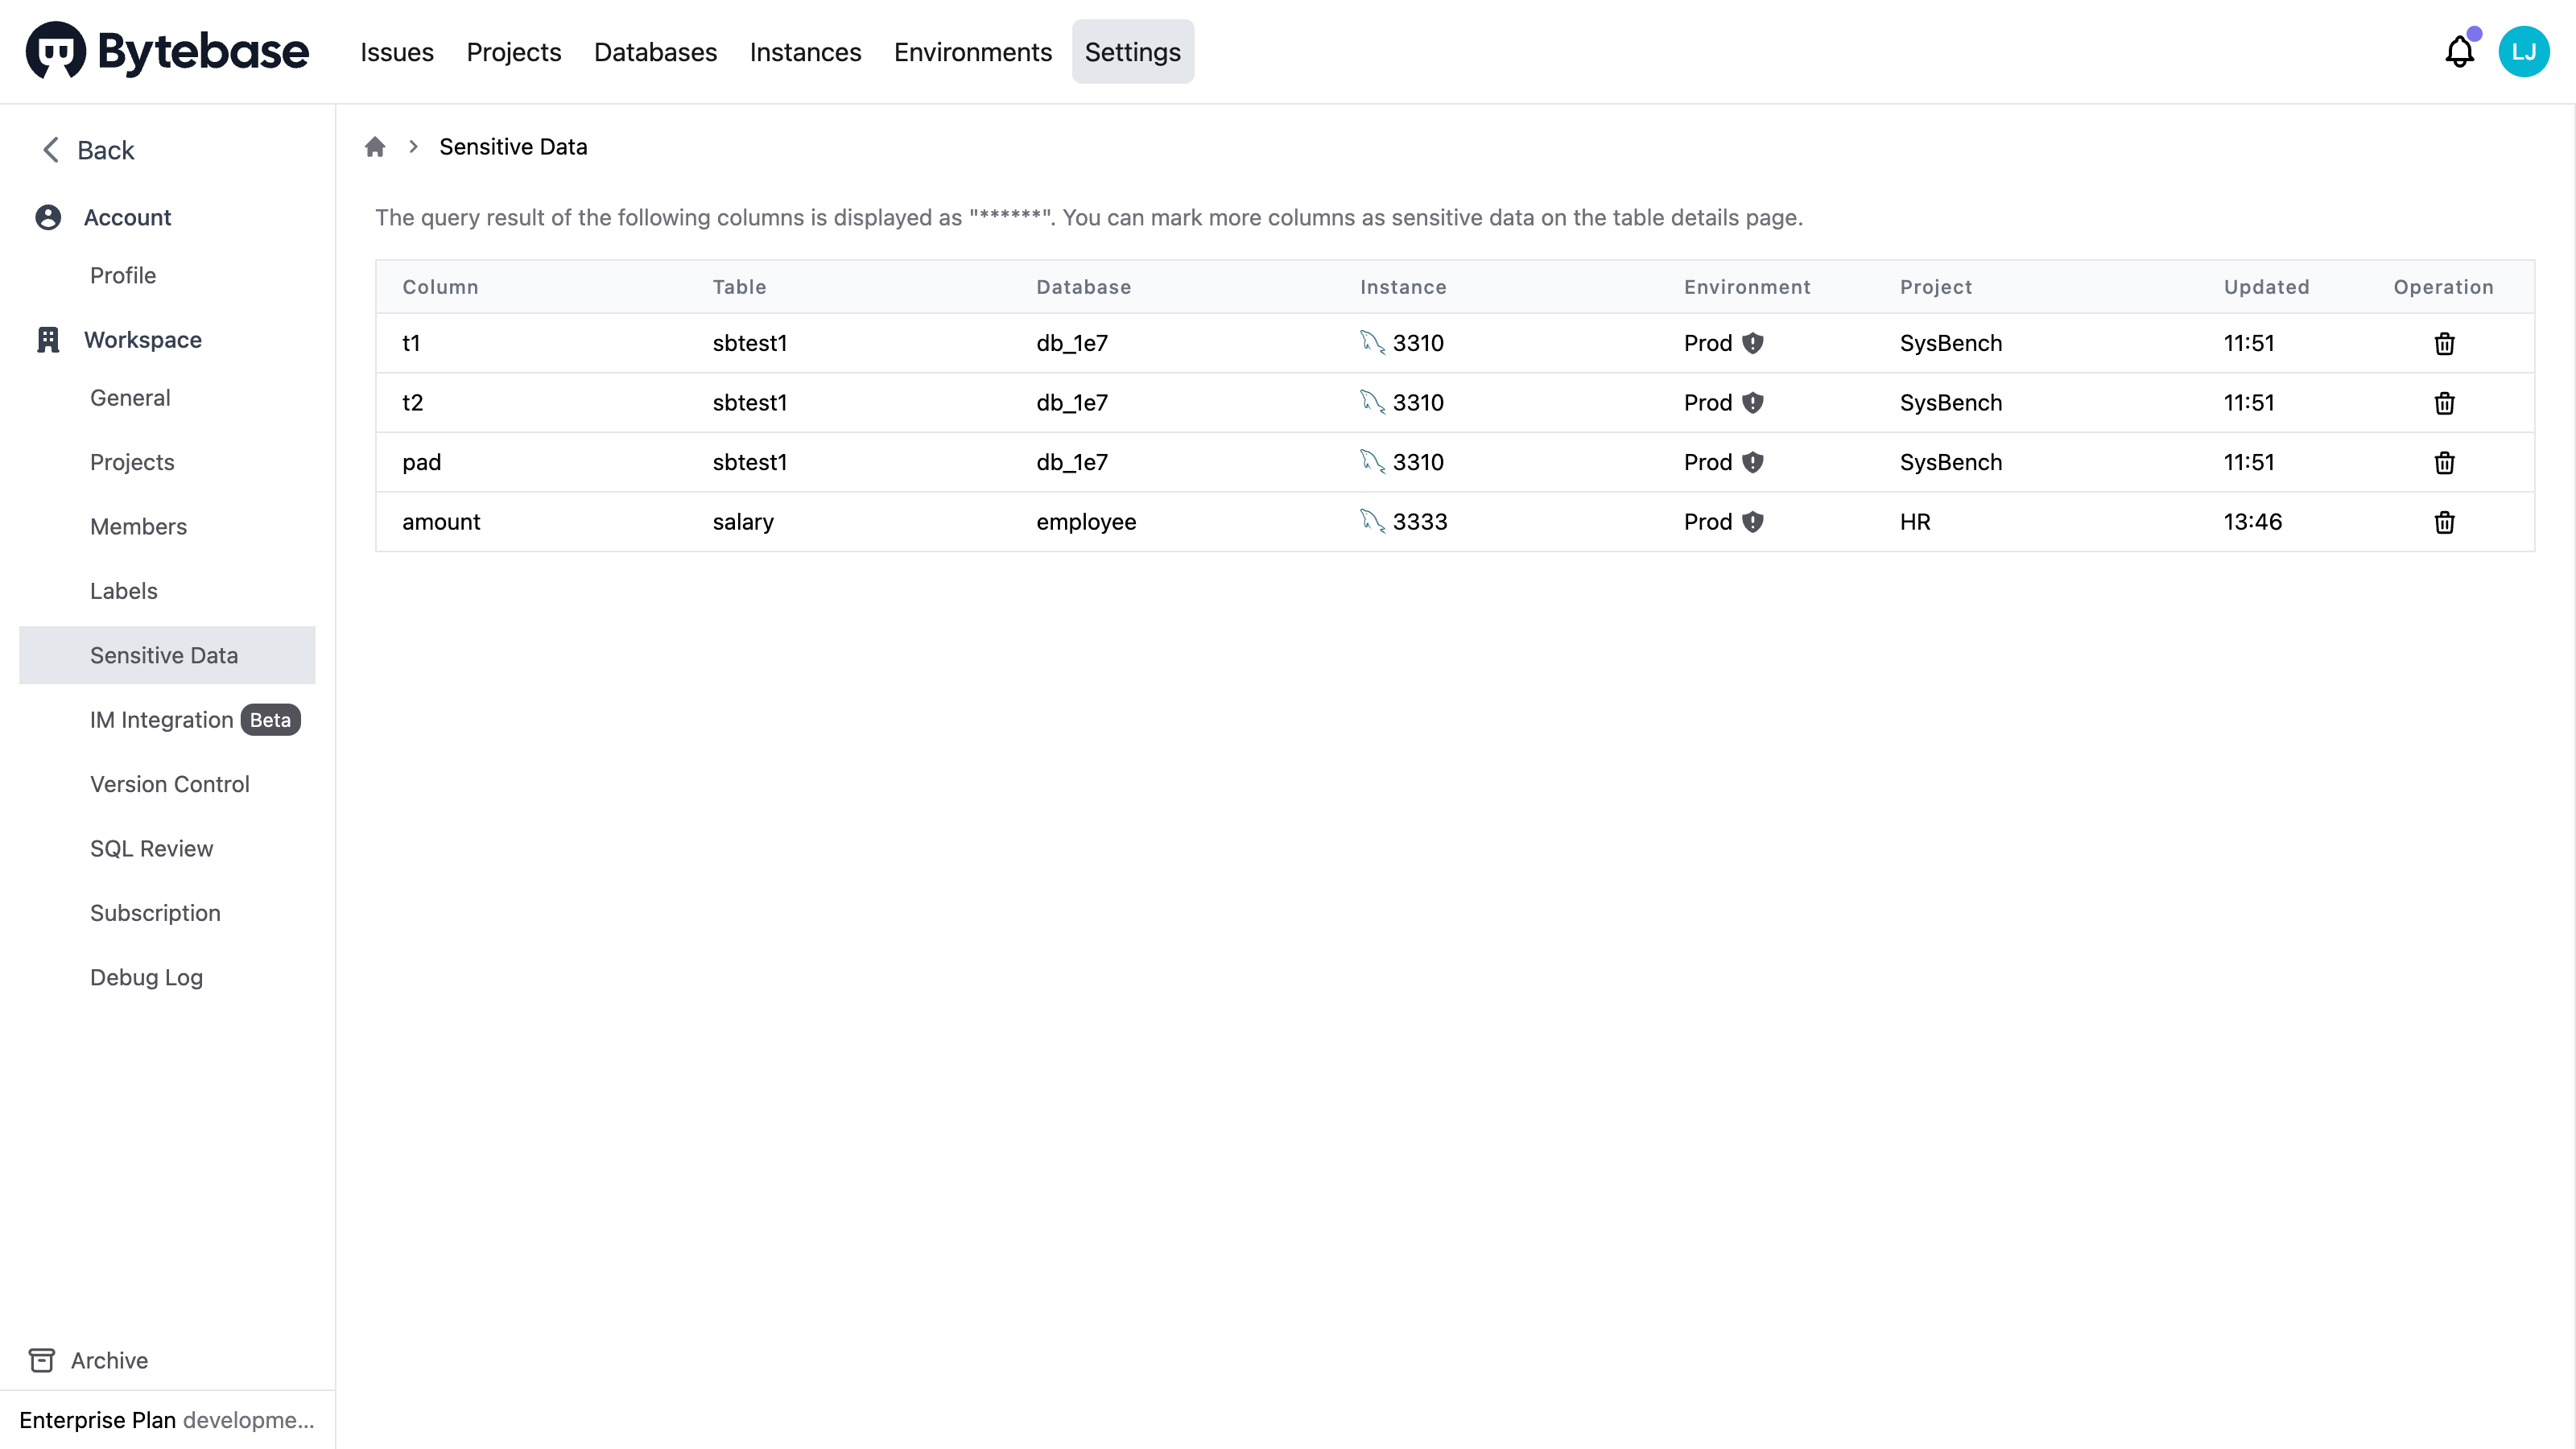 Bytebase Issues Projects Databases Instances Environments Settings LJ
Back
Account
Profile
Workspace
General
Projects
Members
Labels
Sensitive Data
IM Integration Beta
Version Control
SQL Review
Subscription
Debug Log
Archive
Enterprise Plan developme...
Sensitive Data
The query result of the following columns is displayed as "******". You can mark more columns as sensitive data on the table details page.
Column Table Database Instance Environment Project Updated Operation
t1 sbtest1 db_1e7 3310 Prod SysBench 11:51
t2 sbtest1 db_1e7 3310 Prod SysBench 11:51
pad sbtest1 db_1e7 3310 Prod SysBench 11:51
amount salary employee 3333 Prod HR 13:46